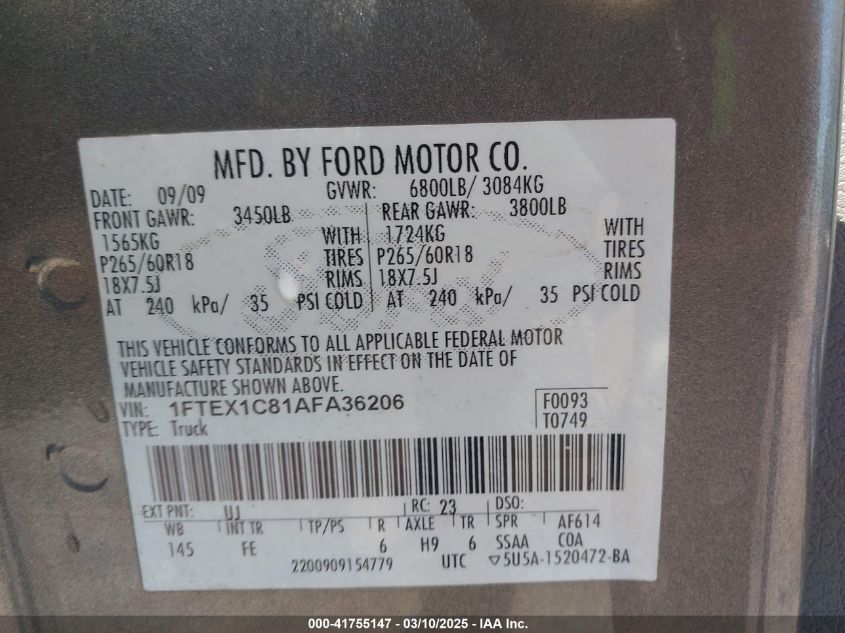 MFD. BY FORD MOTOR CO.
DATE: 09/09 GVWR: 6800LB/ 3084KG
FRONT GAWR: 3450LB REAR GAWR: 3800LB
1565KG WITH 1724KG WITH
P265/60R18 TIRES P265/60R18 TIRES
18X7.5J RIMS 18X7.5J RIMS
AT 240 kPa/ 35 PSI COLD AT 240 kPa/ 35 PSI COLD
THIS VEHICLE CONFORMS TO ALL APPLICABLE FEDERAL MOTOR
VEHICLE SAFETY STANDARDS IN EFFECT ON THE DATE OF
MANUFACTURE SHOWN ABOVE.
VIN: 1FTEX1C81AFA36206 F0093
TYPE: Truck T0749
EXT PNT: UJ RC: 23 DSO:
WB INT TR TP/PS R AXLE TR SPR AF614
145 FE 6 H9 6 SSAA COA
2200909154779 UTC ▽5U5A-1520472-BA
000-41755147 - 03/10/2025 - IAA Inc.